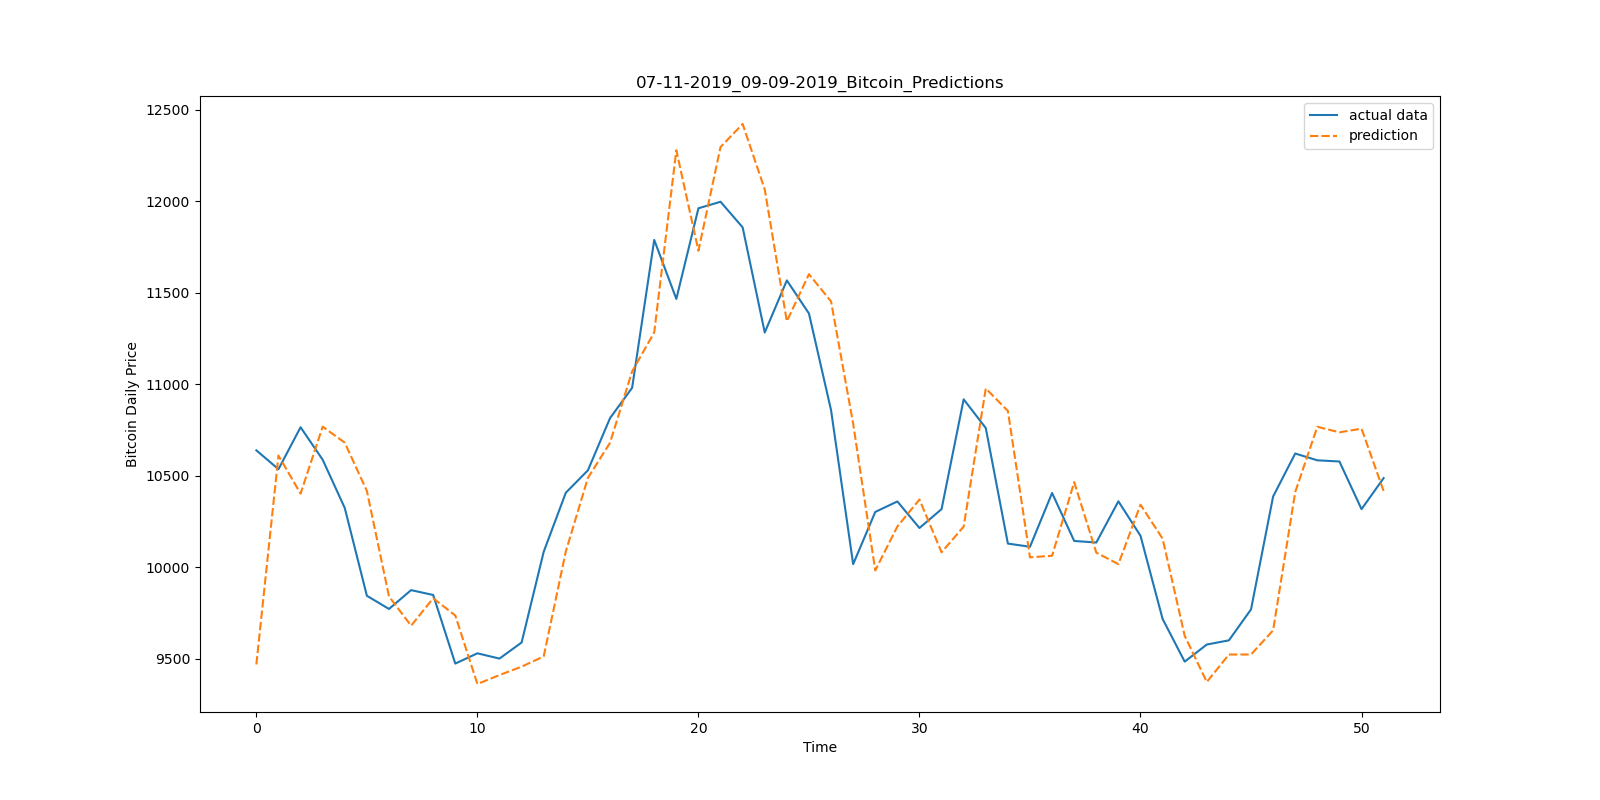 07-11-2019_09-09-2019_Bitcoin_Predictions
actual data
prediction
Bitcoin Daily Price
12500
12000
11500
11000
10500
10000
9500
0 10 20 30 40 50
Time